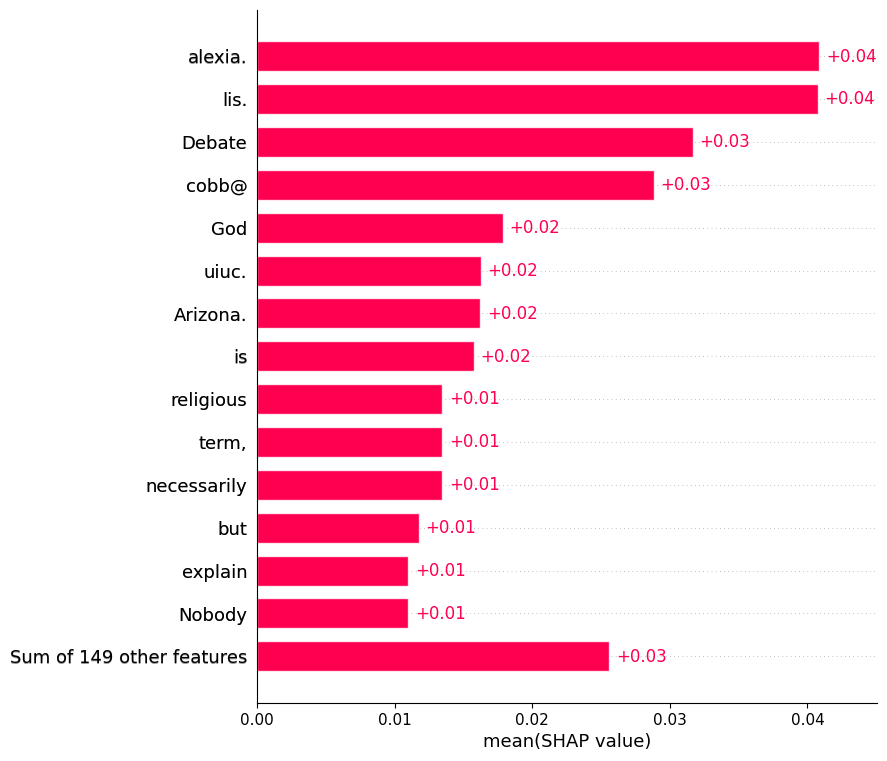 alexia. +0.04
lis. +0.04
Debate +0.03
cobb@ +0.03
God +0.02
uiuc. +0.02
Arizona. +0.02
is +0.02
religious +0.01
term, +0.01
necessarily +0.01
but +0.01
explain +0.01
Nobody +0.01
Sum of 149 other features +0.03
0.00 0.01 0.02 0.03 0.04
mean(SHAP value)